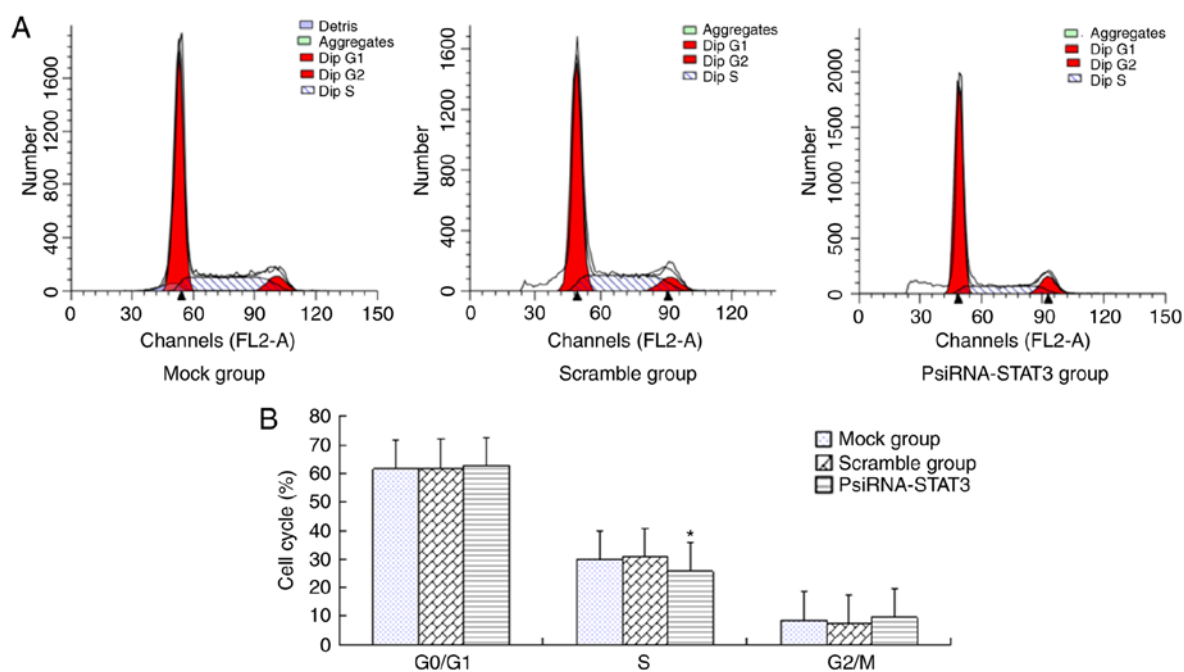 A
Detris
Aggregates
Dip G1
Dip G2
Dip S
Number
1600
1200
800
400
0
0 30 60 90 120 150
Channels (FL2-A)
Mock group
Aggregates
Dip G1
Dip G2
Dip S
Number
1600
1200
800
400
0
0 30 60 90 120
Channels (FL2-A)
Scramble group
Aggregates
Dip G1
Dip G2
Dip S
Number
2000
1500
1000
500
0
0 30 60 90 120 150
Channels (FL2-A)
PsiRNA-STAT3 group
B
Cell cycle (%)
80
70
60
50
40
30
20
10
0
*
Mock group
Scramble group
PsiRNA-STAT3
G0/G1 S G2/M